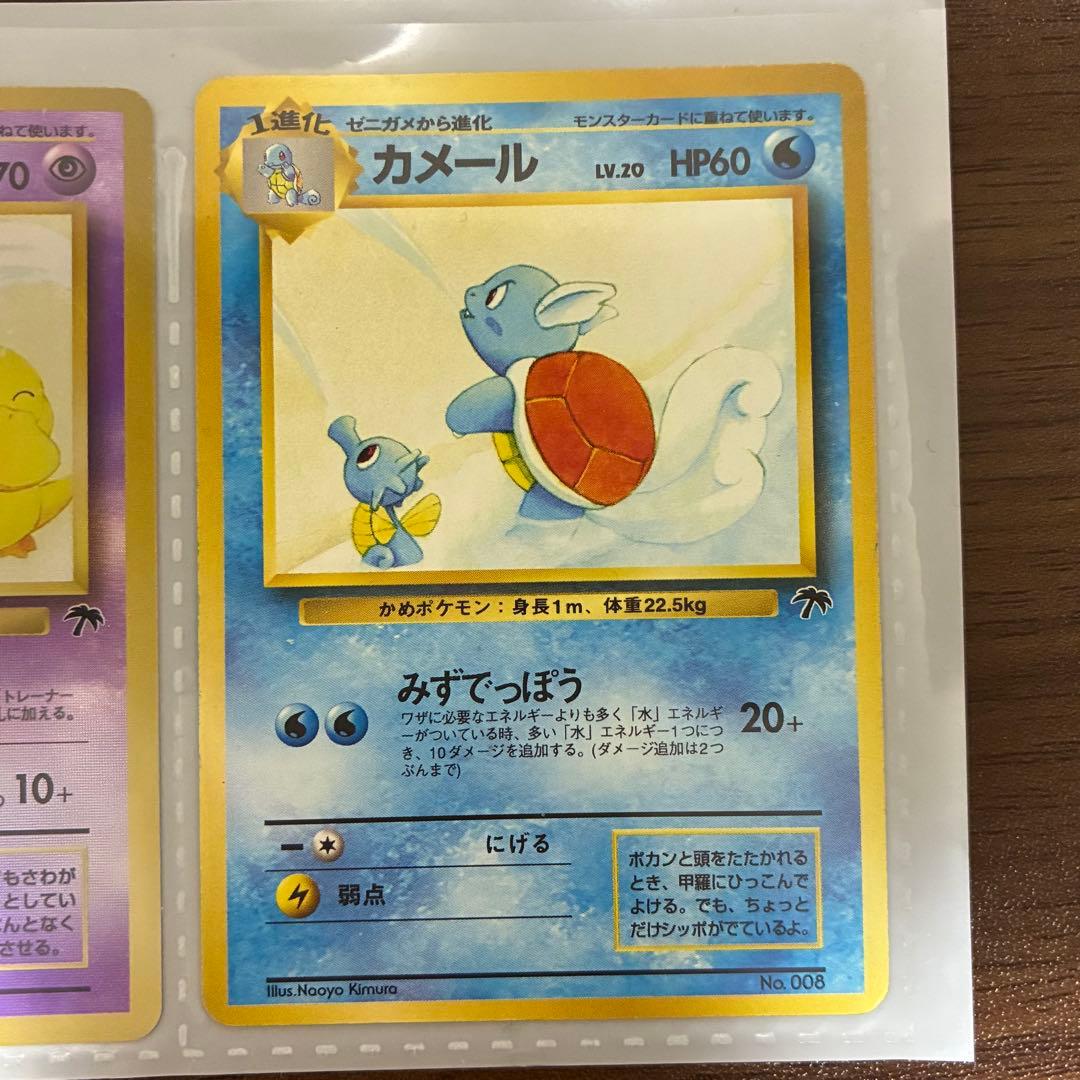 ねて使います。
70
トレーナー
札に加える。
10+
もさわが
としてい
んとなく
させる。
1進化
ゼニガメから進化
モンスターカードに重ねて使います。
カメール LV.20 HP60
かめポケモン：身長1m、体重22.5kg
みずでっぽう
ワザに必要なエネルギーよりも多く「水」エネルギ
ーがついている時、多い「水」エネルギー1つにつ
き、10ダメージを追加する。(ダメージ追加は2つ
ぶんまで)
20+
にげる
弱点
ポカンと頭をたたかれる
とき、甲羅にひっこんで
よける。でも、ちょっと
だけシッポがでているよ。
Illus.Naoyo Kimura
No. 008